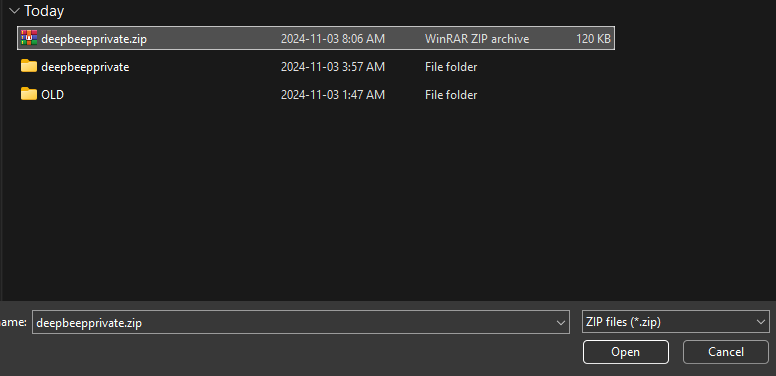 Today
deepbeepprivate.zip 2024-11-03 8:06 AM WinRAR ZIP archive 120 KB
deepbeepprivate 2024-11-03 3:57 AM File folder
OLD 2024-11-03 1:47 AM File folder
ame: deepbeepprivate.zip ZIP files (*.zip)
Open Cancel